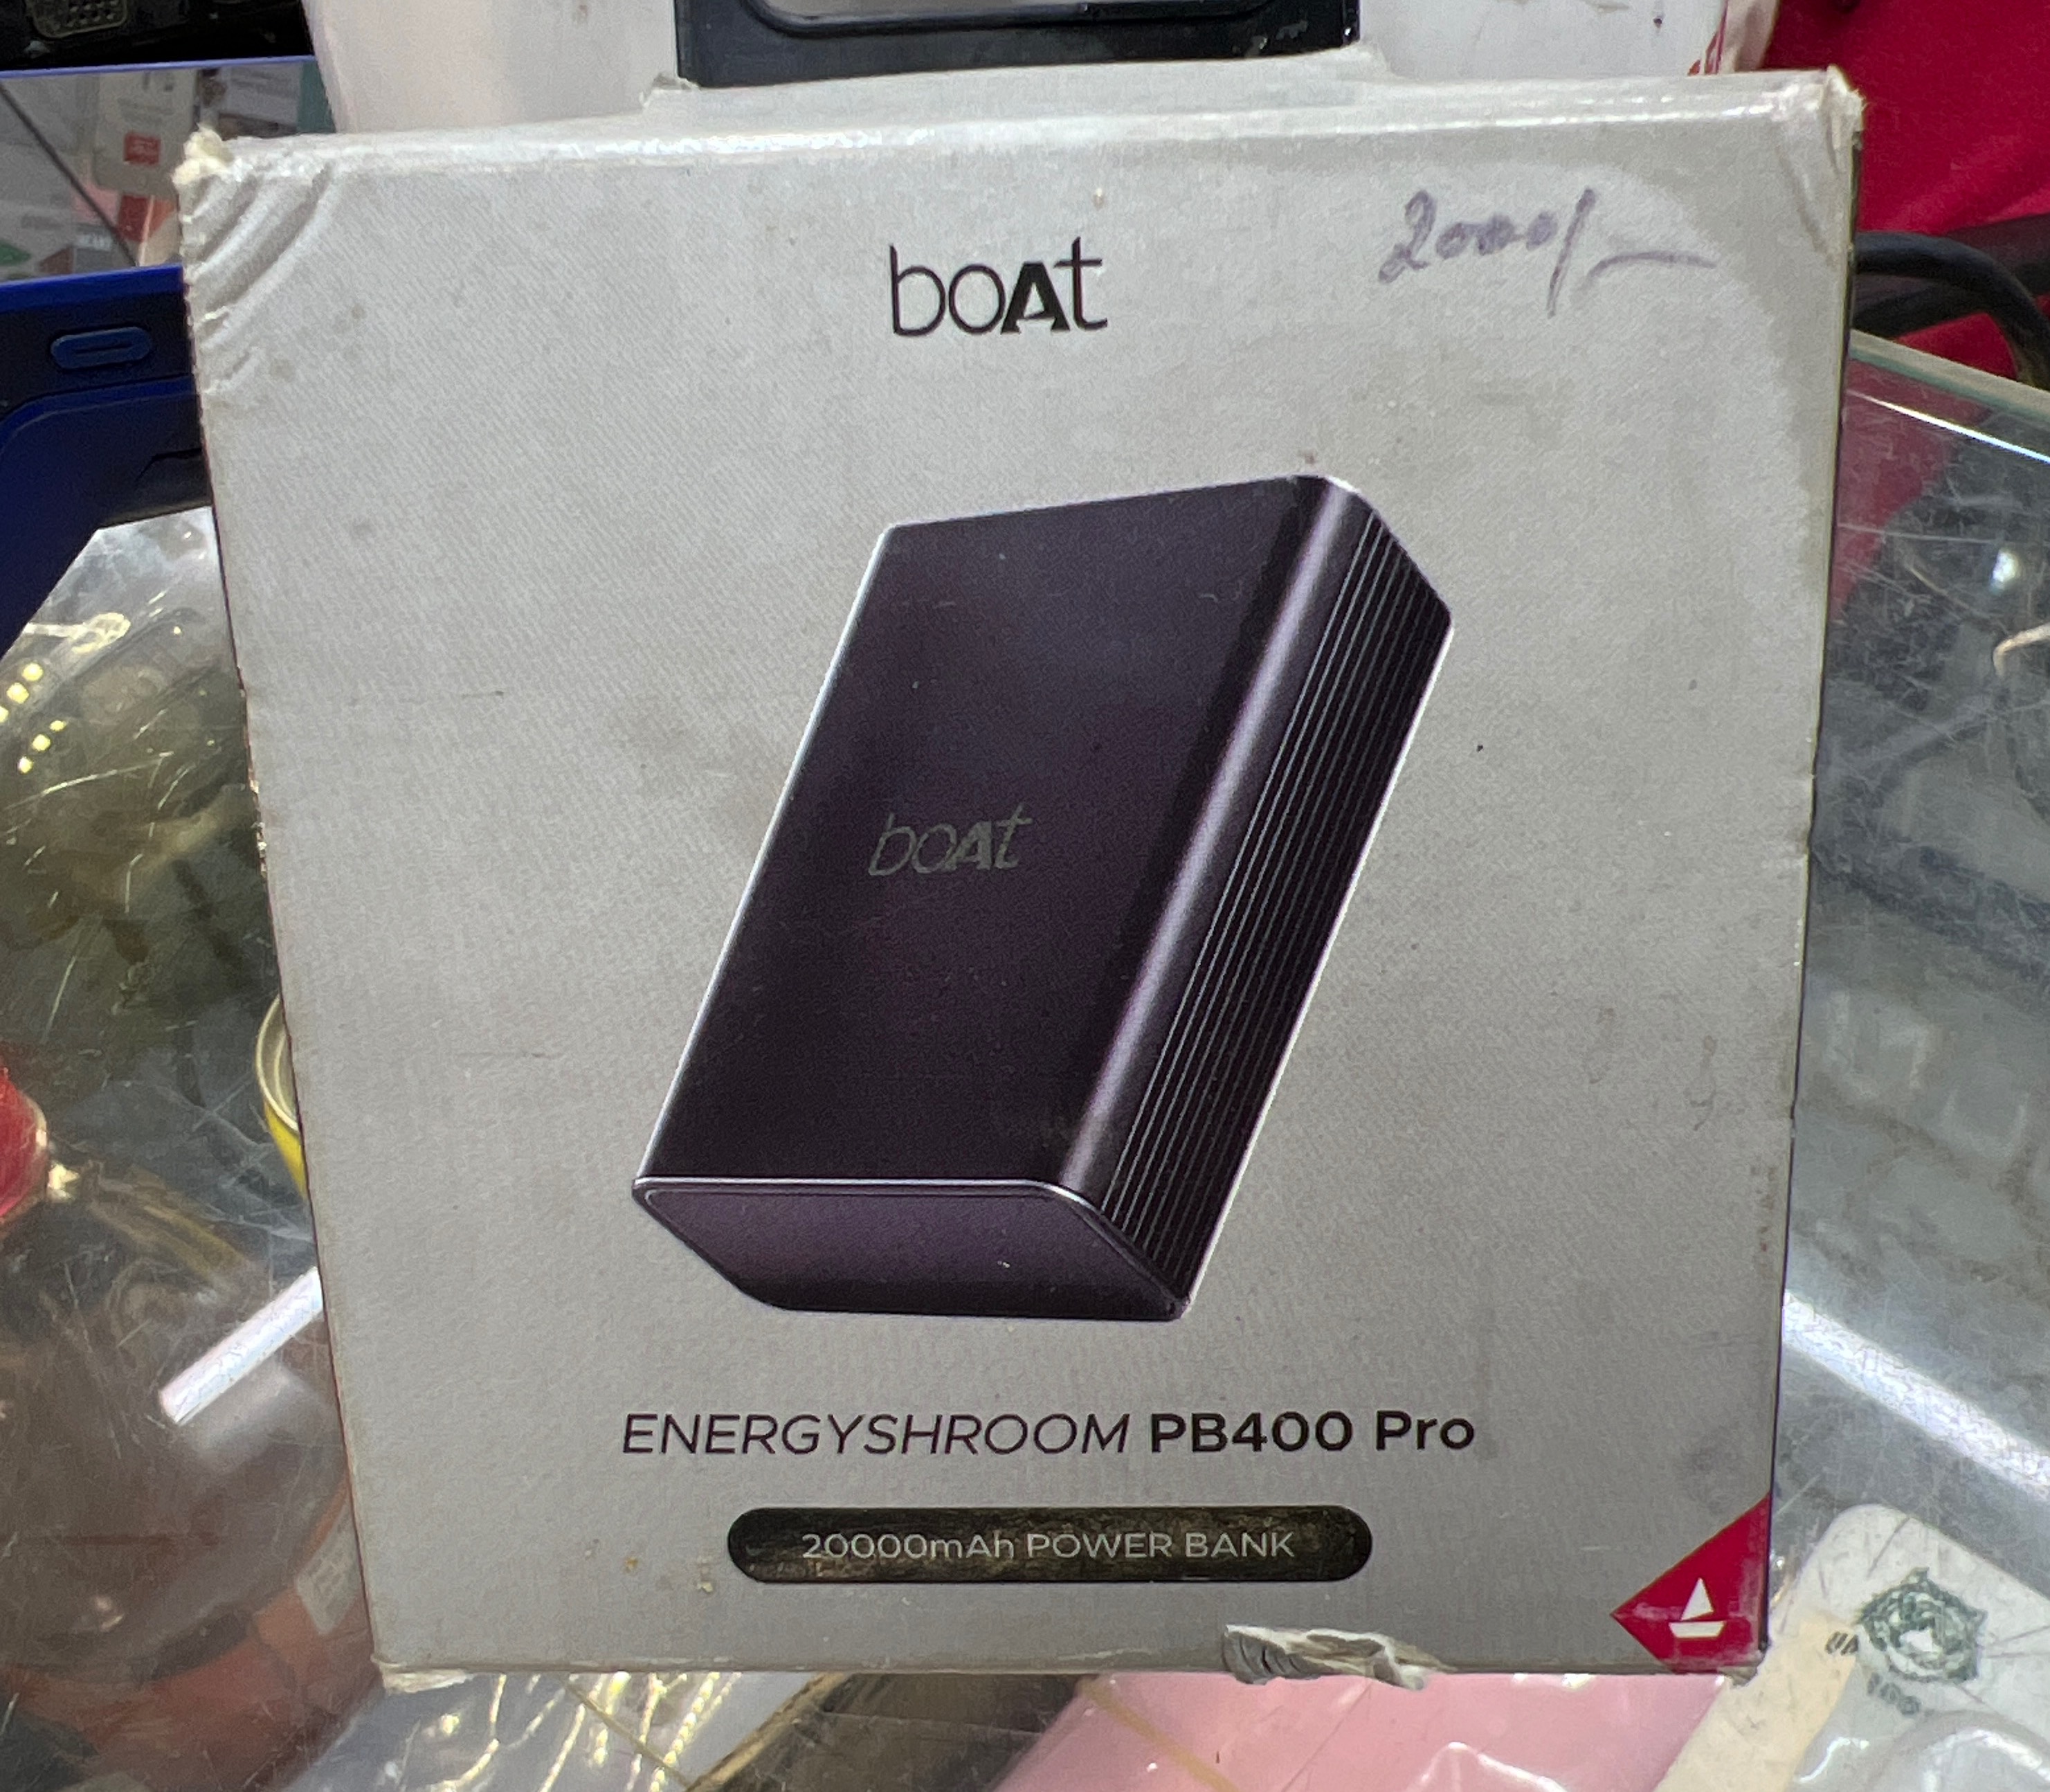 boAt
2000/-
boAt
ENERGYSHROOM PB400 Pro
20000mAh POWER BANK